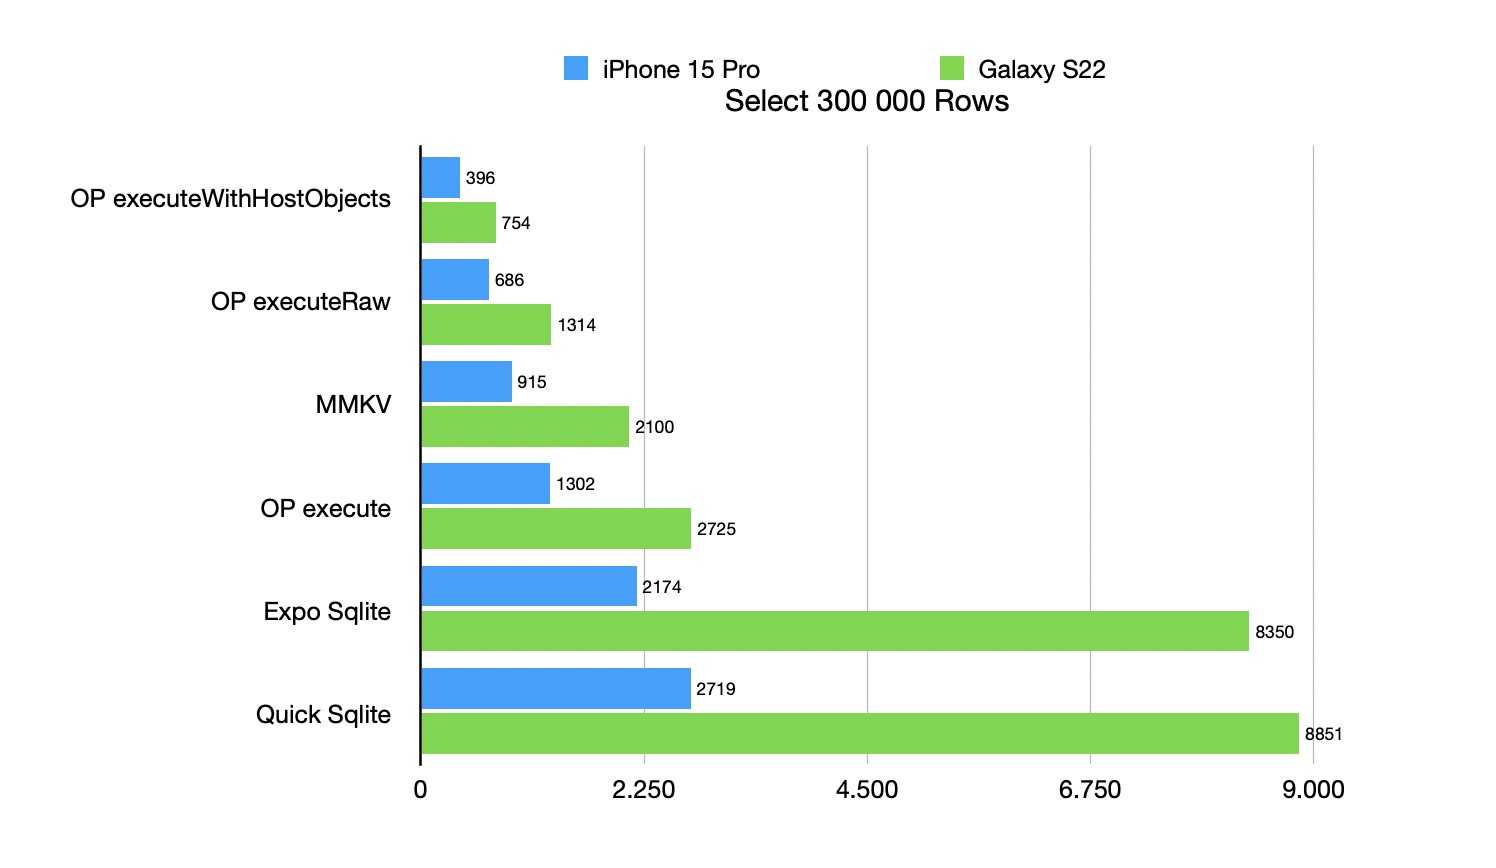 iPhone 15 Pro Galaxy S22
Select 300 000 Rows
OP executeWithHostObjects 396
754
OP executeRaw 686
1314
MMKV 915
2100
OP execute 1302
2725
Expo Sqlite 2174
8350
Quick Sqlite 2719
8851
0 2.250 4.500 6.750 9.000